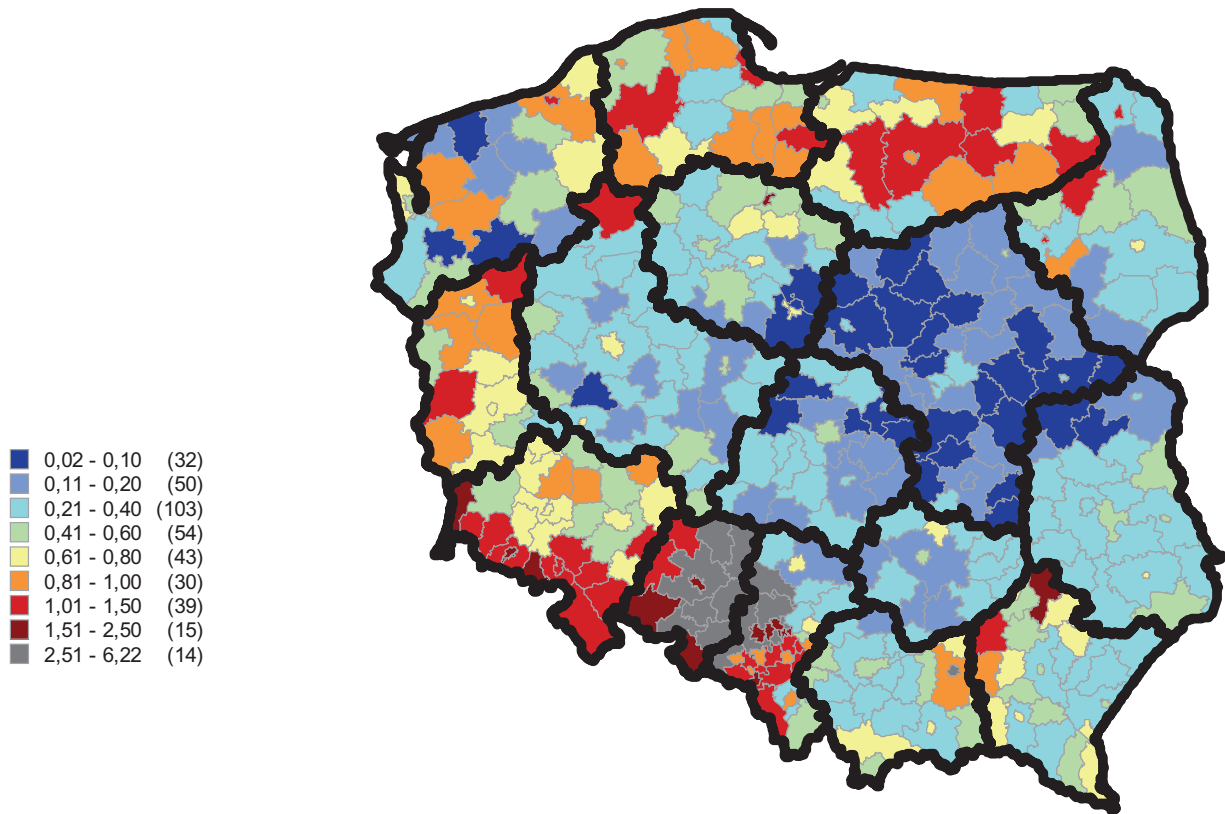 0,02 - 0,10 (32)
0,11 - 0,20 (50)
0,21 - 0,40 (103)
0,41 - 0,60 (54)
0,61 - 0,80 (43)
0,81 - 1,00 (30)
1,01 - 1,50 (39)
1,51 - 2,50 (15)
2,51 - 6,22 (14)